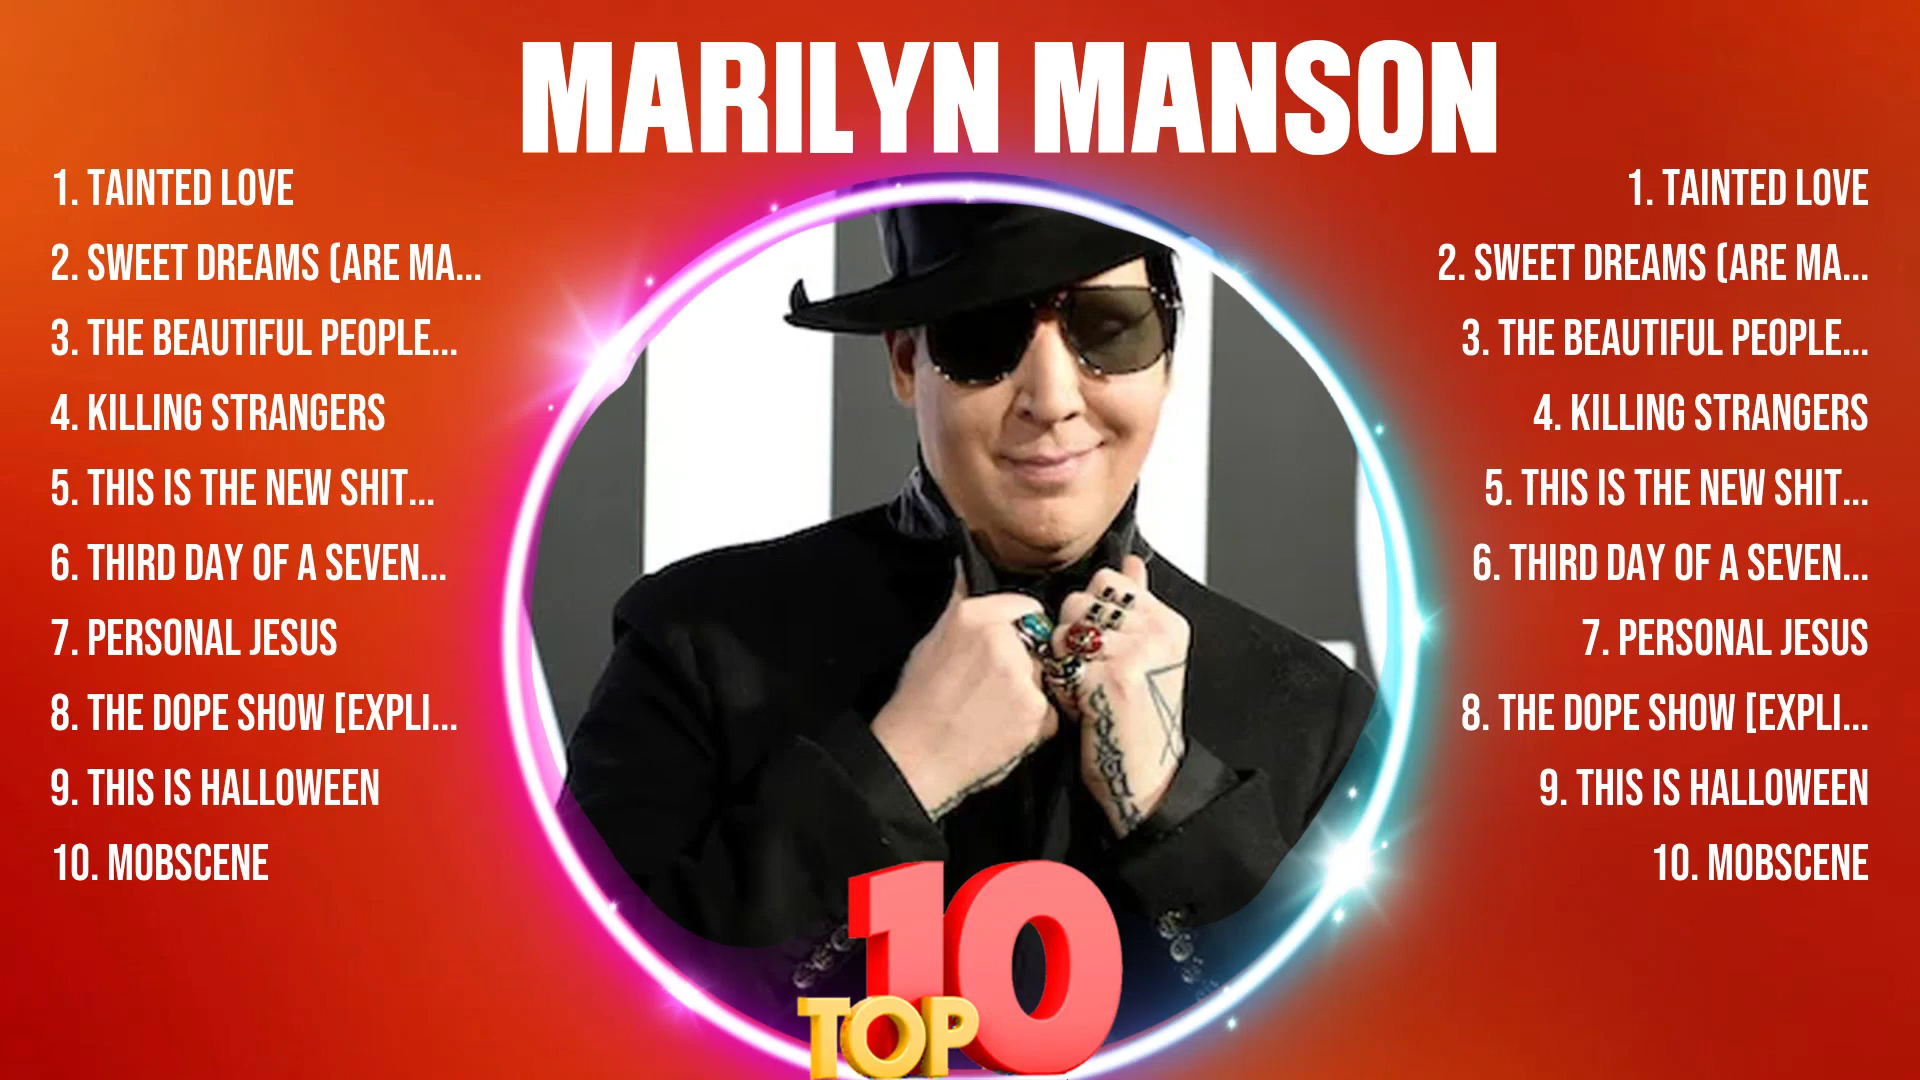 MARILYN MANSON
1. TAINTED LOVE
2. SWEET DREAMS (ARE MA...
3. THE BEAUTIFUL PEOPLE...
4. KILLING STRANGERS
5. THIS IS THE NEW SHIT...
6. THIRD DAY OF A SEVEN...
7. PERSONAL JESUS
8. THE DOPE SHOW [EXPLI...
9. THIS IS HALLOWEEN
10. MOBSCENE
1. TAINTED LOVE
2. SWEET DREAMS (ARE MA...
3. THE BEAUTIFUL PEOPLE...
4. KILLING STRANGERS
5. THIS IS THE NEW SHIT...
6. THIRD DAY OF A SEVEN...
7. PERSONAL JESUS
8. THE DOPE SHOW [EXPLI...
9. THIS IS HALLOWEEN
10. MOBSCENE
TOP 10